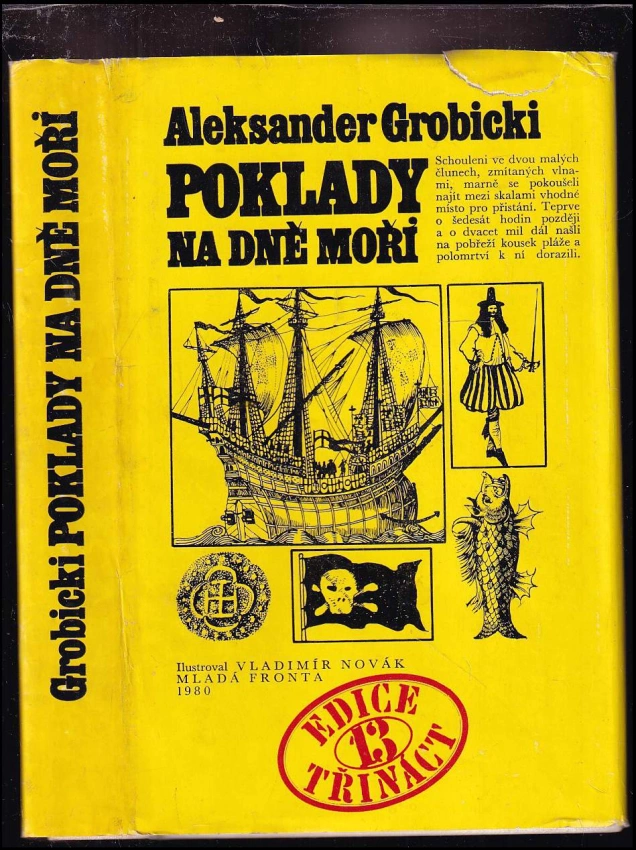 Grobicki POKLADY NA DNĚ MOŘI
Aleksander Grobicki
POKLADY
NA DNĚ MOŘI
Schouleni ve dvou malých
člunech, zmítaných vlna-
mi, marně se pokoušeli
najít mezi skalami vhodné
místo pro přistání. Teprve
o šedesát hodin později
a o dvacet mil dál našli
na pobřeží kousek pláže a
polomrtví k ní dorazili.
Ilustroval VLADIMÍR NOVÁK
MLADÁ FRONTA
1980
EDICE
13
TŘINÁCT